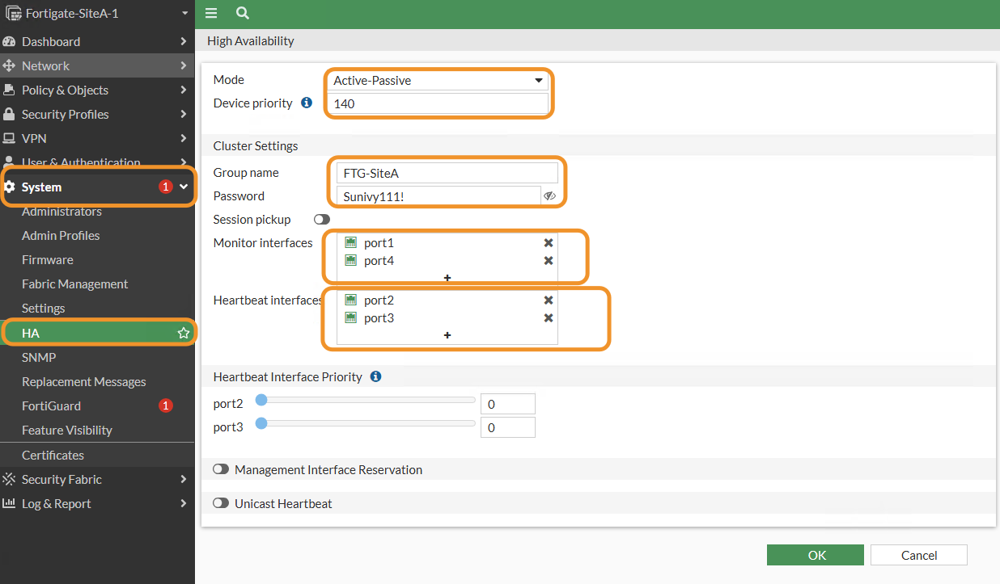 Fortigate-SiteA-1
Dashboard
Network
Policy & Objects
Security Profiles
VPN
User & Authentication
System 1
Administrators
Admin Profiles
Firmware
Fabric Management
Settings
HA
SNMP
Replacement Messages
FortiGuard 1
Feature Visibility
Certificates
Security Fabric
Log & Report
High Availability
Mode Active-Passive
Device priority 140
Cluster Settings
Group name FTG-SiteA
Password Sunivy111!
Session pickup
Monitor interfaces port1
port4
+
Heartbeat interfaces port2
port3
+
Heartbeat Interface Priority
port2 0
port3 0
Management Interface Reservation
Unicast Heartbeat
OK Cancel